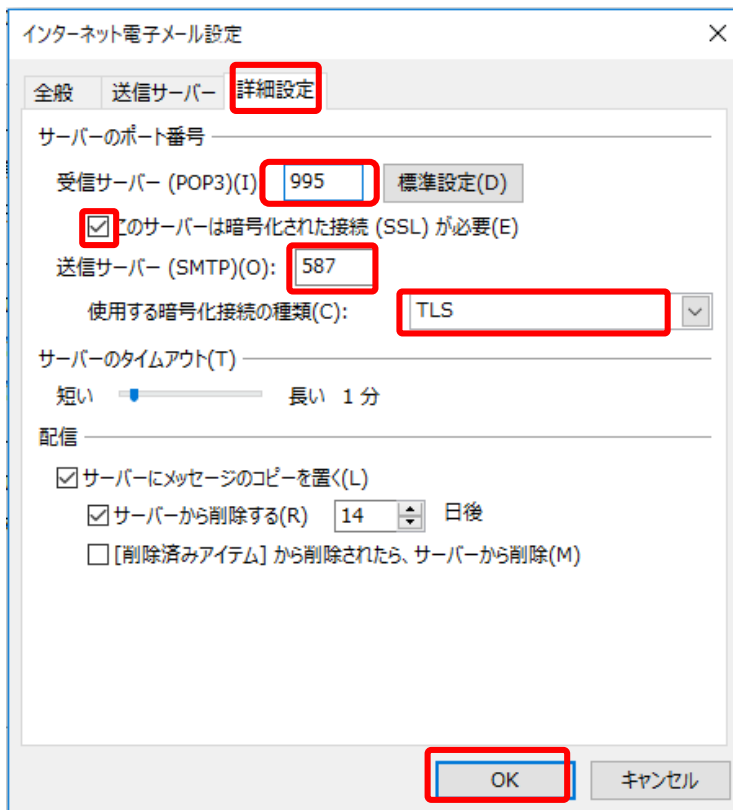 インターネット電子メール設定
全般 送信サーバー 詳細設定
サーバーのポート番号
受信サーバー (POP3)(I) 995 標準設定(D)
このサーバーは暗号化された接続 (SSL) が必要(E)
送信サーバー (SMTP)(O): 587
使用する暗号化接続の種類(C): TLS
サーバーのタイムアウト(T)
短い 長い 1 分
配信
サーバーにメッセージのコピーを置く(L)
サーバーから削除する(R) 14 日後
[削除済みアイテム] から削除されたら、サーバーから削除(M)
OK キャンセル